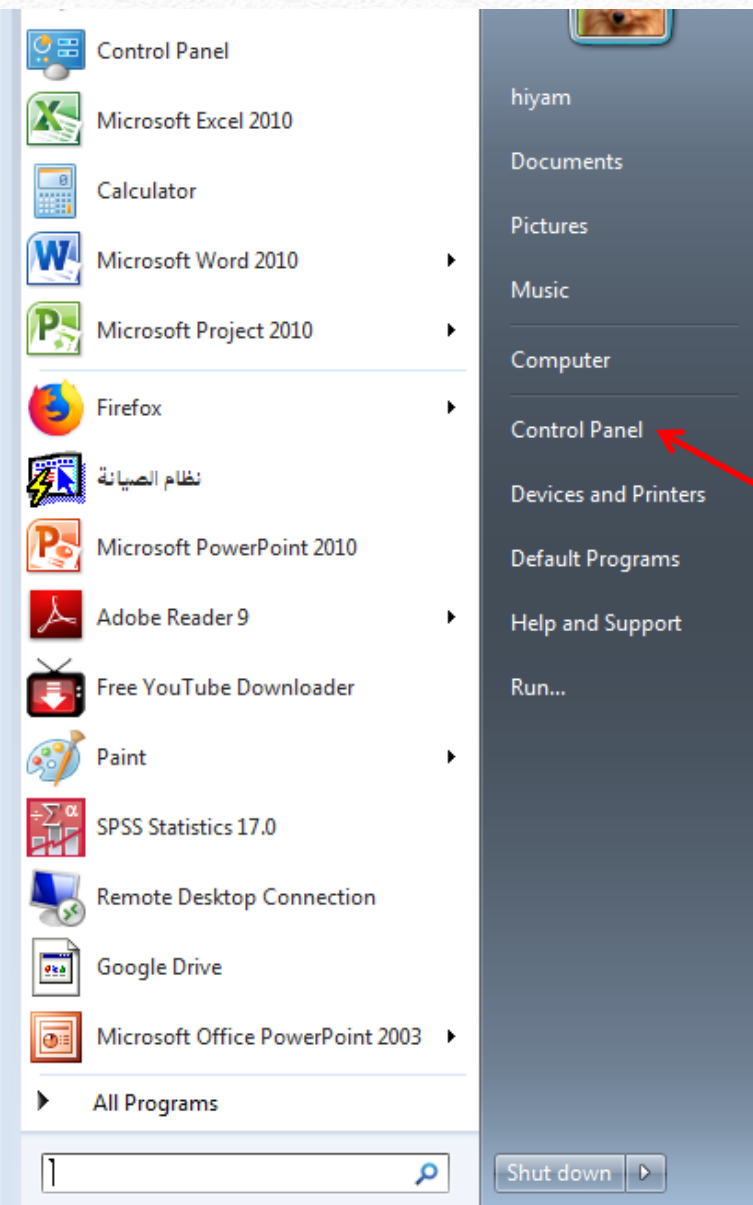 Control Panel
Microsoft Excel 2010
Calculator
Microsoft Word 2010
Microsoft Project 2010
Firefox
نظام الصيانة
Microsoft PowerPoint 2010
Adobe Reader 9
Free YouTube Downloader
Paint
SPSS Statistics 17.0
Remote Desktop Connection
Google Drive
Microsoft Office PowerPoint 2003
All Programs
hiyam
Documents
Pictures
Music
Computer
Control Panel
Devices and Printers
Default Programs
Help and Support
Run...
Shut down